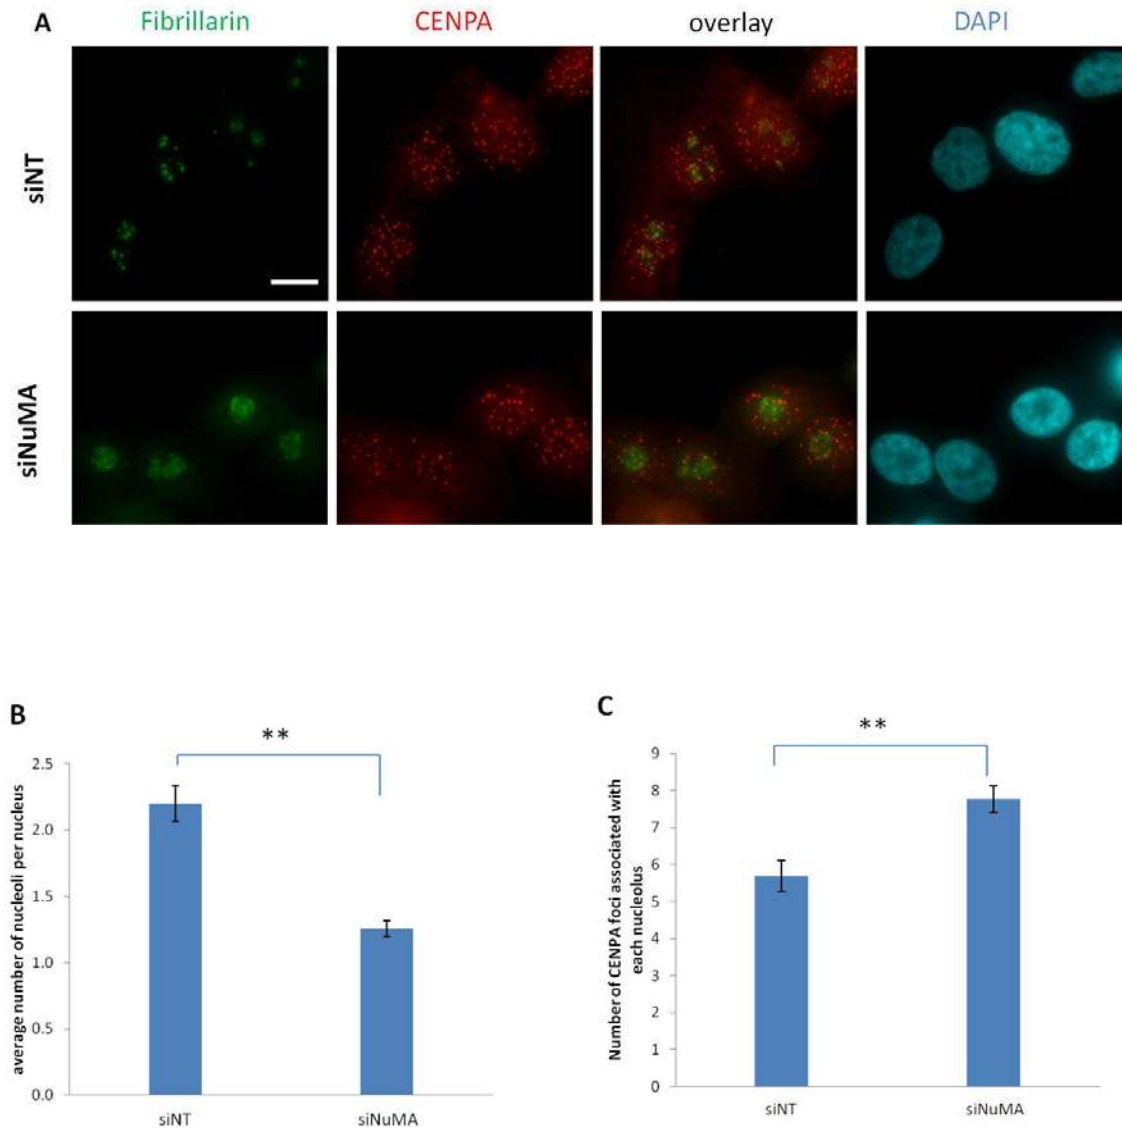 A
Fibrillarin
CENPA
overlay
DAPI
siNT
siNuMA
B
**
average number of nucleoli per nucleus
2.5
2.0
1.5
1.0
0.5
0.0
siNT
siNuMA
C
**
Number of CENPA foci associated with
each nucleolus
9
8
7
6
5
4
3
2
1
0
siNT
siNuMA